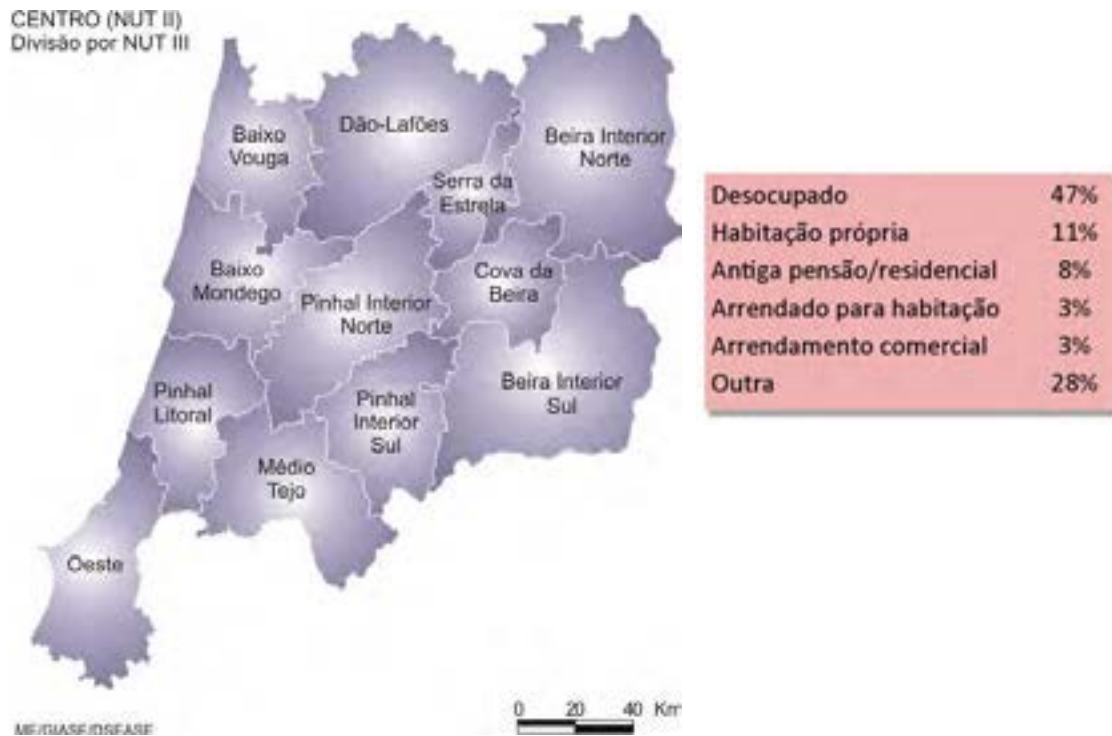 CENTRO (NUT II)
Divisão por NUT III
Baixo
Vouga
Dão-Lafões
Beira Interior
Norte
Serra da
Estrela
Baixo
Mondego
Pinhal Interior
Norte
Cova da
Beira
Pinhal
Litoral
Pinhal
Interior
Sul
Beira Interior
Sul
Médio
Tejo
Oeste
0 20 40 Km
ME/GIASE/DSEASE
Desocupado 47%
Habitação própria 11%
Antiga pensão/residencial 8%
Arrendado para habitação 3%
Arrendamento comercial 3%
Outra 28%